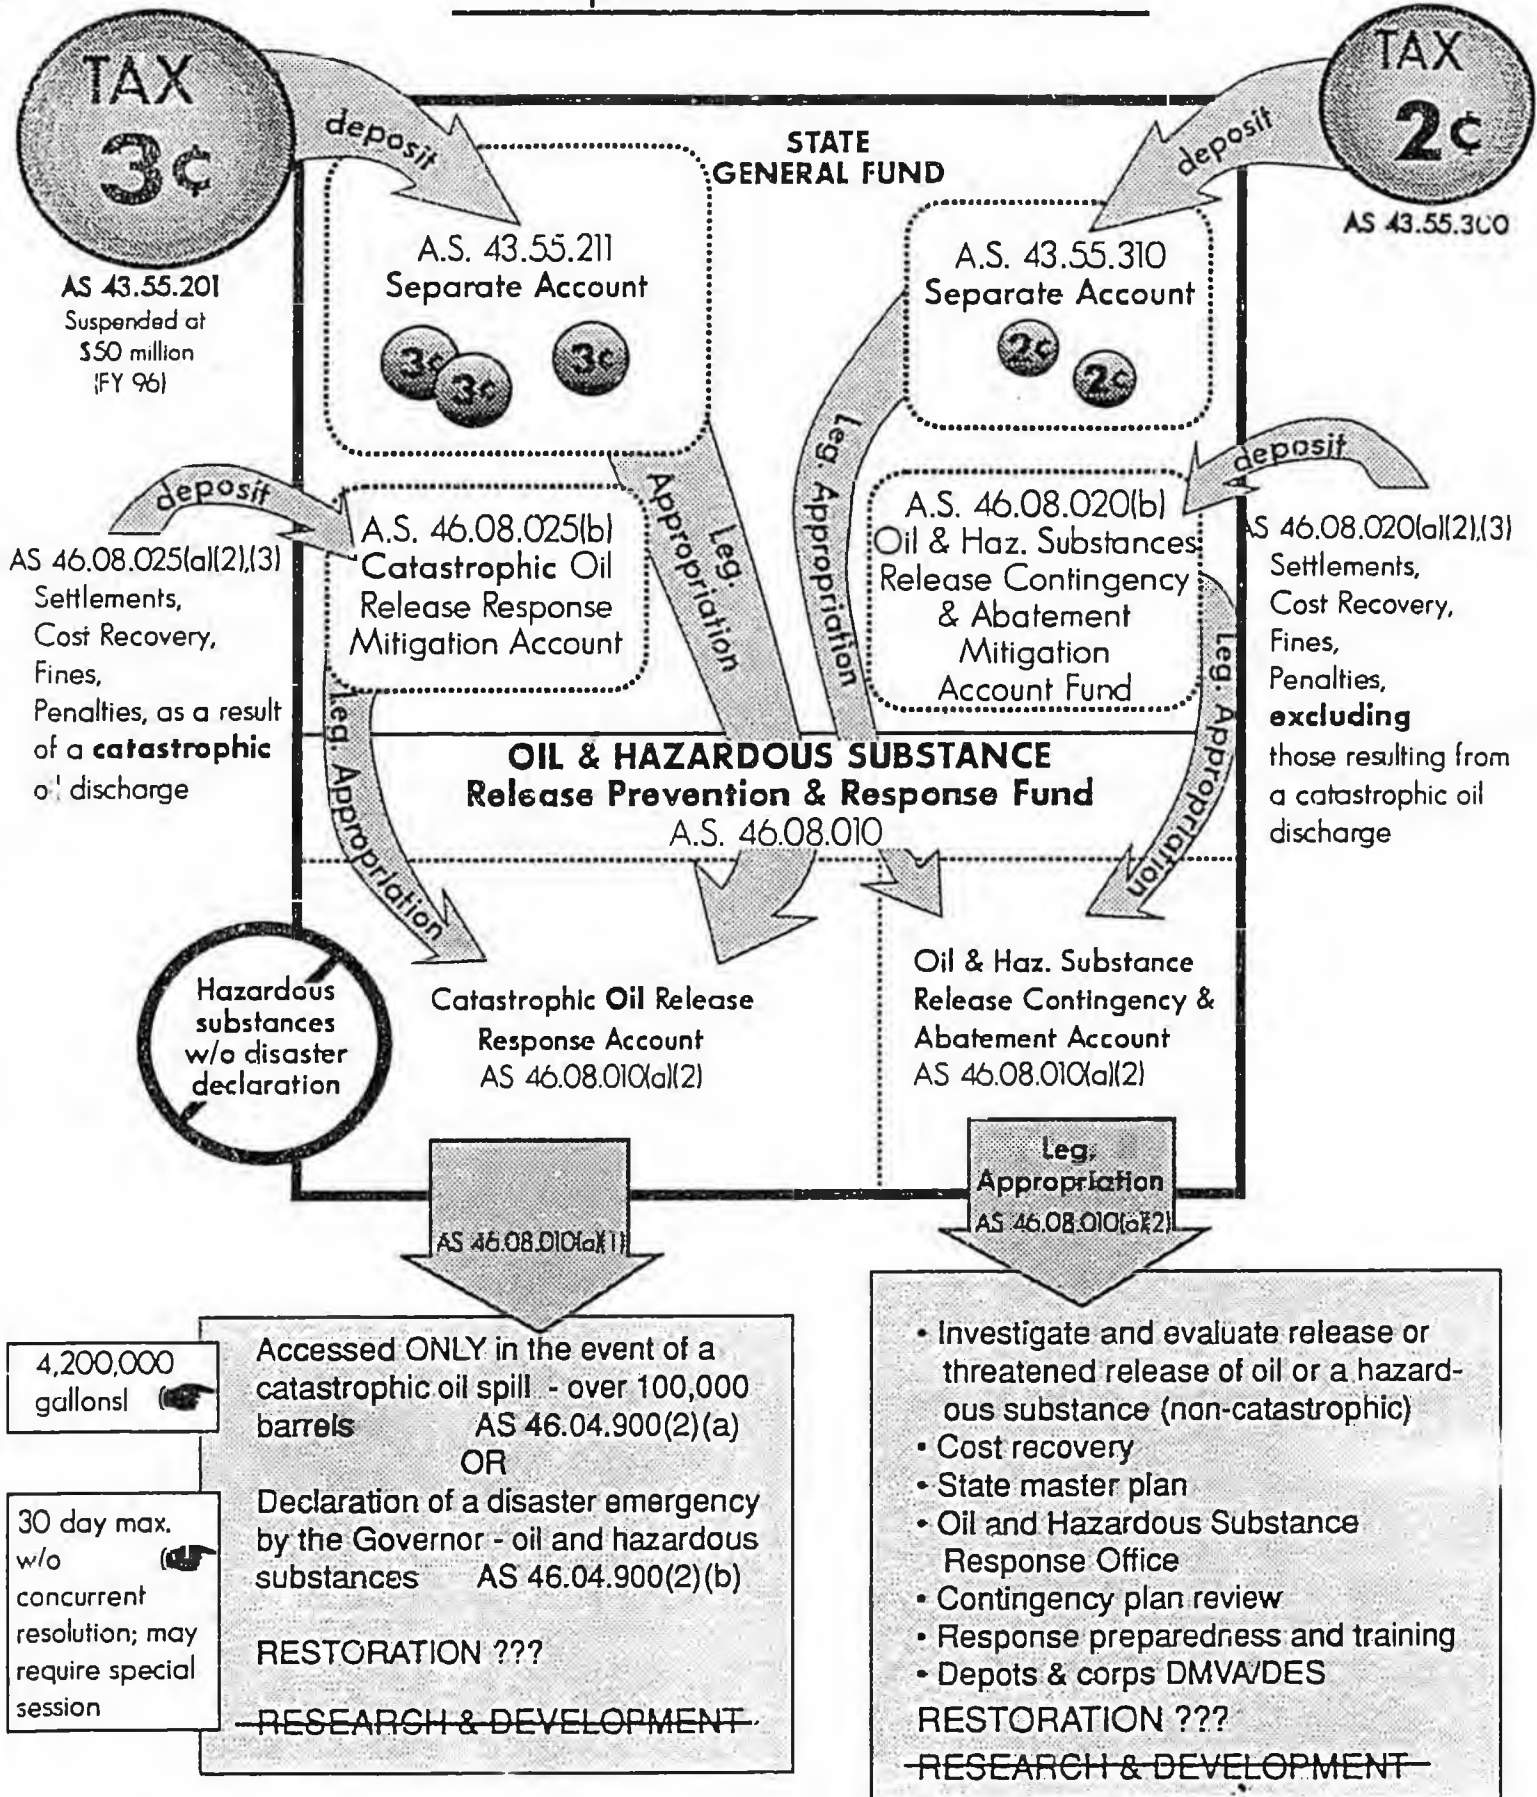 TAX
3¢
AS 43.55.201
Suspended at
$50 million
(FY 96)
deposit
STATE
GENERAL FUND
deposit
TAX
2¢
AS 43.55.300
A.S. 43.55.211
Separate Account
3¢
3¢
3¢
A.S. 43.55.310
Separate Account
2¢
2¢
Leg.
Appropriation
Leg. Appropriation
deposit
AS 46.08.025(a)(2),(3)
Settlements,
Cost Recovery,
Fines,
Penalties, as a result
of a catastrophic
discharge
A.S. 46.08.025(b)
Catastrophic Oil
Release Response
Mitigation Account
A.S. 46.08.020(b)
Oil & Haz. Substances
Release Contingency
& Abatement
Mitigation
Account Fund
deposit
AS 46.08.020(a)(2),(3)
Settlements,
Cost Recovery,
Fines,
Penalties,
excluding
those resulting from
a catastrophic oil
discharge
Leg. Appropriation
Leg. Appropriation
OIL & HAZARDOUS SUBSTANCE
Release Prevention & Response Fund
A.S. 46.08.010
Hazardous
substances
w/o disaster
declaration
Catastrophic Oil Release
Response Account
AS 46.08.010(a)(2)
Oil & Haz. Substance
Release Contingency &
Abatement Account
AS 46.08.010(a)(2)
AS 46.08.010(a)(1)
Leg.
Appropriation
AS 46.08.010(a)(2)
4,200,000
gallons!
30 day max.
w/o
concurrent
resolution; may
require special
session
Accessed ONLY in the event of a
catastrophic oil spill - over 100,000
barrels AS 46.04.900(2)(a)
OR
Declaration of a disaster emergency
by the Governor - oil and hazardous
substances AS 46.04.900(2)(b)
RESTORATION ???
RESEARCH & DEVELOPMENT
• Investigate and evaluate release or
threatened release of oil or a hazard-
ous substance (non-catastrophic)
• Cost recovery
• State master plan
• Oil and Hazardous Substance
Response Office
• Contingency plan review
• Response preparedness and training
• Depots & corps DMVA/DES
RESTORATION ???
RESEARCH & DEVELOPMENT